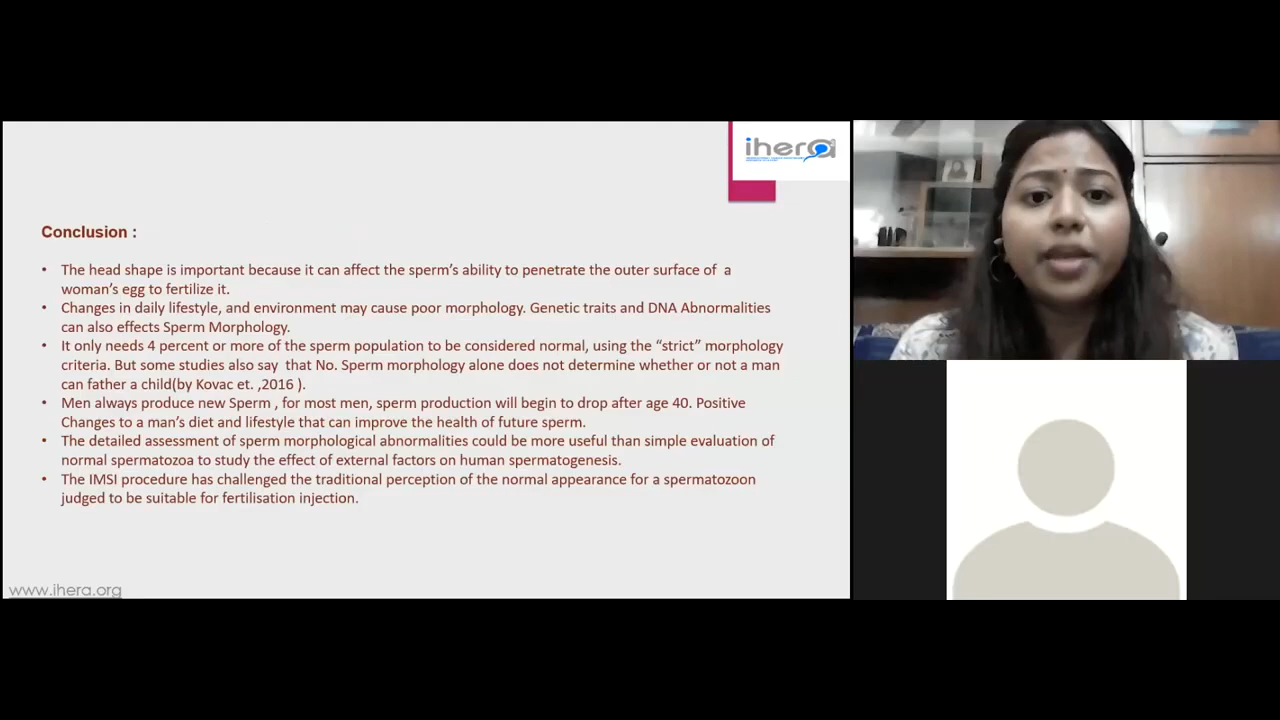 ihera
Conclusion :
• The head shape is important because it can affect the sperm's ability to penetrate the outer surface of  a
woman's egg to fertilize it.
• Changes in daily lifestyle, and environment may cause poor morphology. Genetic traits and DNA Abnormalities
can also effects Sperm Morphology.
• It only needs 4 percent or more of the sperm population to be considered normal, using the “strict” morphology
criteria. But some studies also say  that No. Sperm morphology alone does not determine whether or not a man
can father a child(by Kovac et. ,2016 ).
• Men always produce new Sperm , for most men, sperm production will begin to drop after age 40. Positive
Changes to a man's diet and lifestyle that can improve the health of future sperm.
• The detailed assessment of sperm morphological abnormalities could be more useful than simple evaluation of
normal spermatozoa to study the effect of external factors on human spermatogenesis.
• The IMSI procedure has challenged the traditional perception of the normal appearance for a spermatozoon
judged to be suitable for fertilisation injection.
www.ihera.org